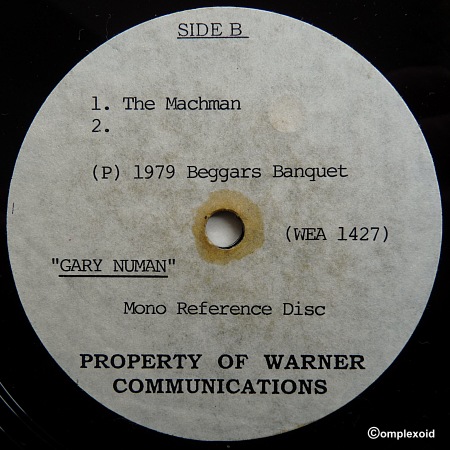 SIDE B
1. The Machman
2.
(P) 1979 Beggars Banquet
(WEA 1427)
"GARY NUMAN"
Mono Reference Disc
PROPERTY OF WARNER
COMMUNICATIONS
©omplexoid